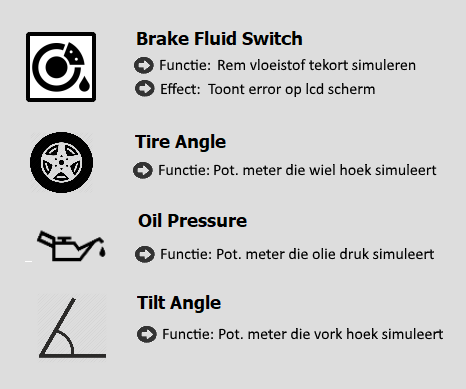 Brake Fluid Switch
Functie: Rem vloeistof tekort simuleren
Effect: Toont error op lcd scherm
Tire Angle
Functie: Pot. meter die wiel hoek simuleert
Oil Pressure
Functie: Pot. meter die olie druk simuleert
Tilt Angle
Functie: Pot. meter die vork hoek simuleert